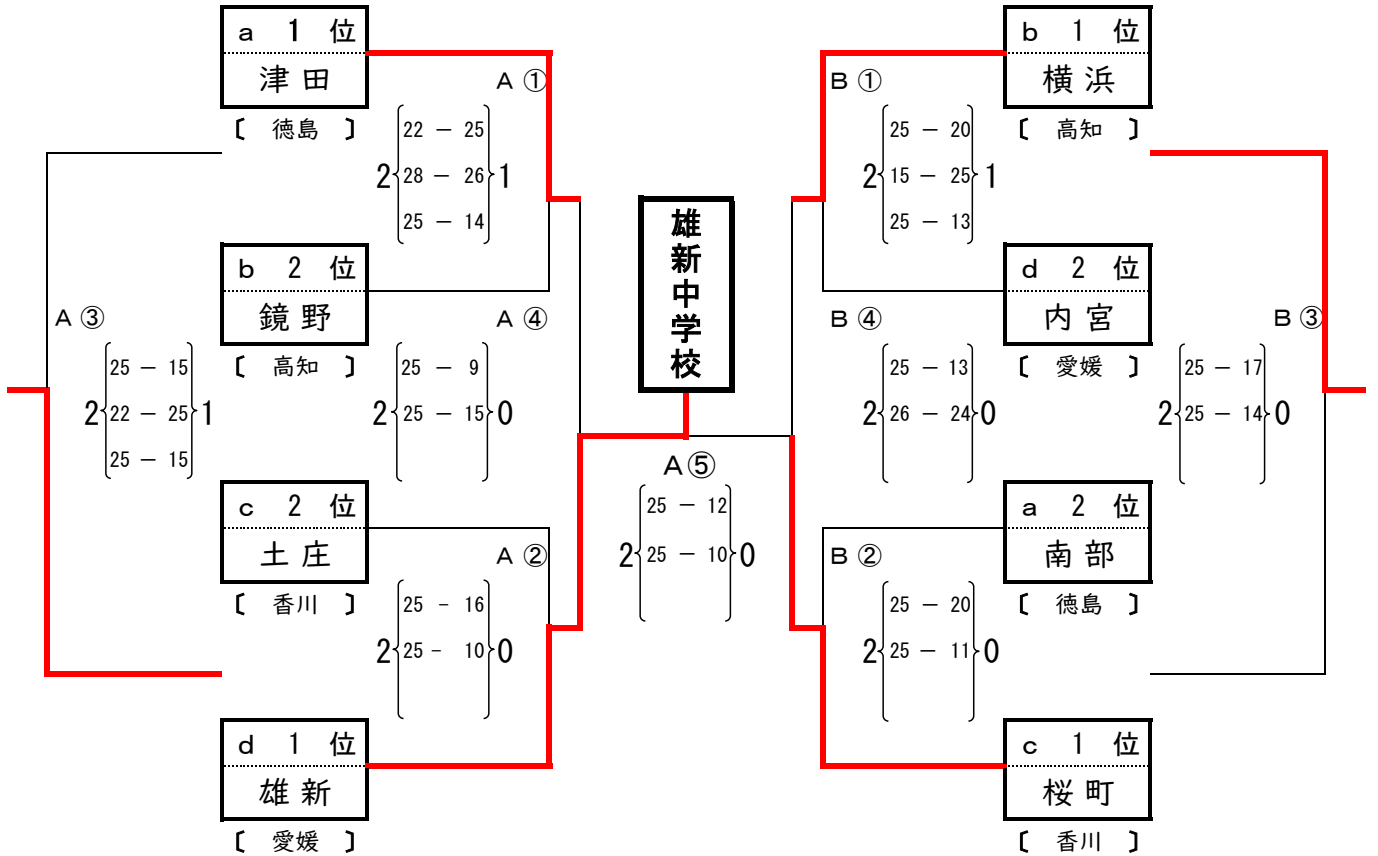 a 1 位
津田
〔 徳島 〕
A ①
22 － 25
2 28 － 26 1
25 － 14
b 2 位
鏡野
〔 高知 〕
A ③
25 － 15
2 22 － 25 1
25 － 15
A ④
25 － 9
2 25 － 15 0
c 2 位
土庄
〔 香川 〕
A ②
25 - 16
2 25 - 10 0
d 1 位
雄新
〔 愛媛 〕
雄新中学校
A ⑤
25 － 12
2 25 － 10 0
b 1 位
横浜
〔 高知 〕
B ①
25 － 20
2 15 － 25 1
25 － 13
d 2 位
内宮
〔 愛媛 〕
B ④
25 － 13
2 26 － 24 0
B ③
25 － 17
2 25 － 14 0
a 2 位
南部
〔 徳島 〕
B ②
25 － 20
2 25 － 11 0
c 1 位
桜町
〔 香川 〕